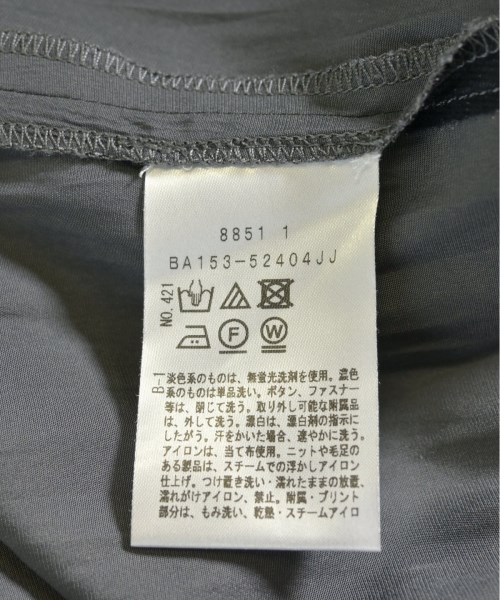 8851 1
BA153-52404JJ
NO.421
F
W
B-1
淡色系のものは、無蛍光洗剤を使用。濃色
系のものは単品洗い。ボタン、ファスナー
等は、閉じて洗う。取り外し可能な附属品
は、外して洗う。漂白は、漂白剤の指示に
したがう。汗をかいた場合、速やかに洗う。
アイロンは、当て布使用。ニットや毛足の
ある製品は、スチームでの浮かしアイロン
仕上げ。つけ置き洗い・濡れたままの放置、
濡れがけアイロン、禁止。附属・プリント
部分は、もみ洗い、乾塾・スチームアイロ